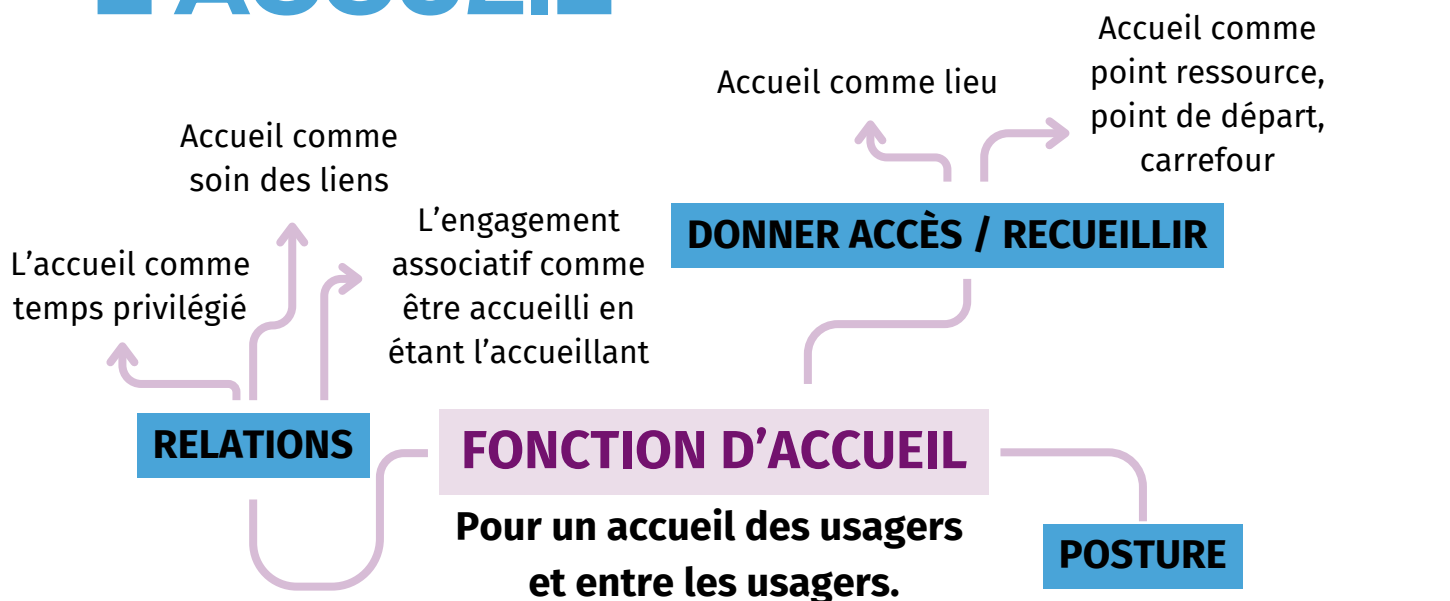 L'ACCUEIL
Accueil comme
point ressource,
point de départ,
carrefour
Accueil comme lieu
Accueil comme
soin des liens
L’engagement
associatif comme
être accueilli en
étant l’accueillant
L’accueil comme
temps privilégié
DONNER ACCÈS / RECUEILLIR
RELATIONS
FONCTION D’ACCUEIL
Pour un accueil des usagers
et entre les usagers.
POSTURE